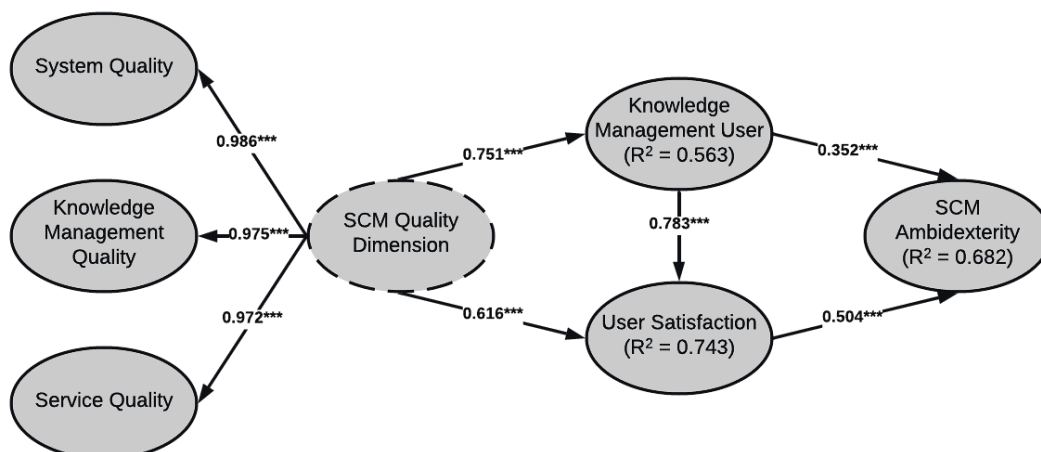 System Quality
0.986***
Knowledge
Management
Quality
0.975***
0.972***
Service Quality
SCM Quality
Dimension
0.751***
0.616***
Knowledge
Management User
(R² = 0.563)
0.783***
User Satisfaction
(R² = 0.743)
0.352***
0.504***
SCM
Ambidexterity
(R² = 0.682)